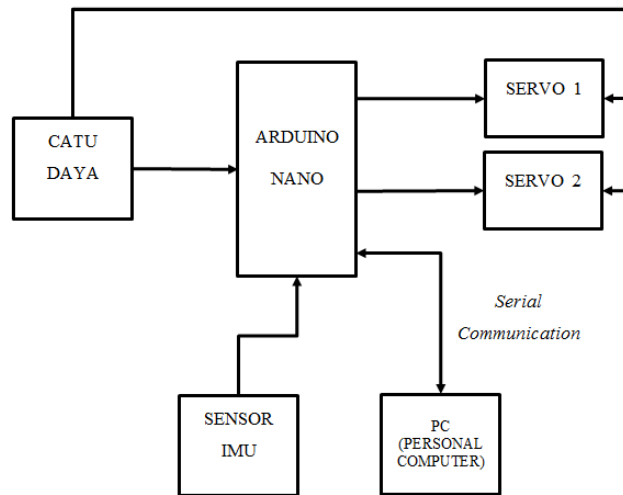 CATU
DAYA
ARDUINO
NANO
SERVO 1
SERVO 2
Serial
Communication
SENSOR
IMU
PC
(PERSONAL
COMPUTER)